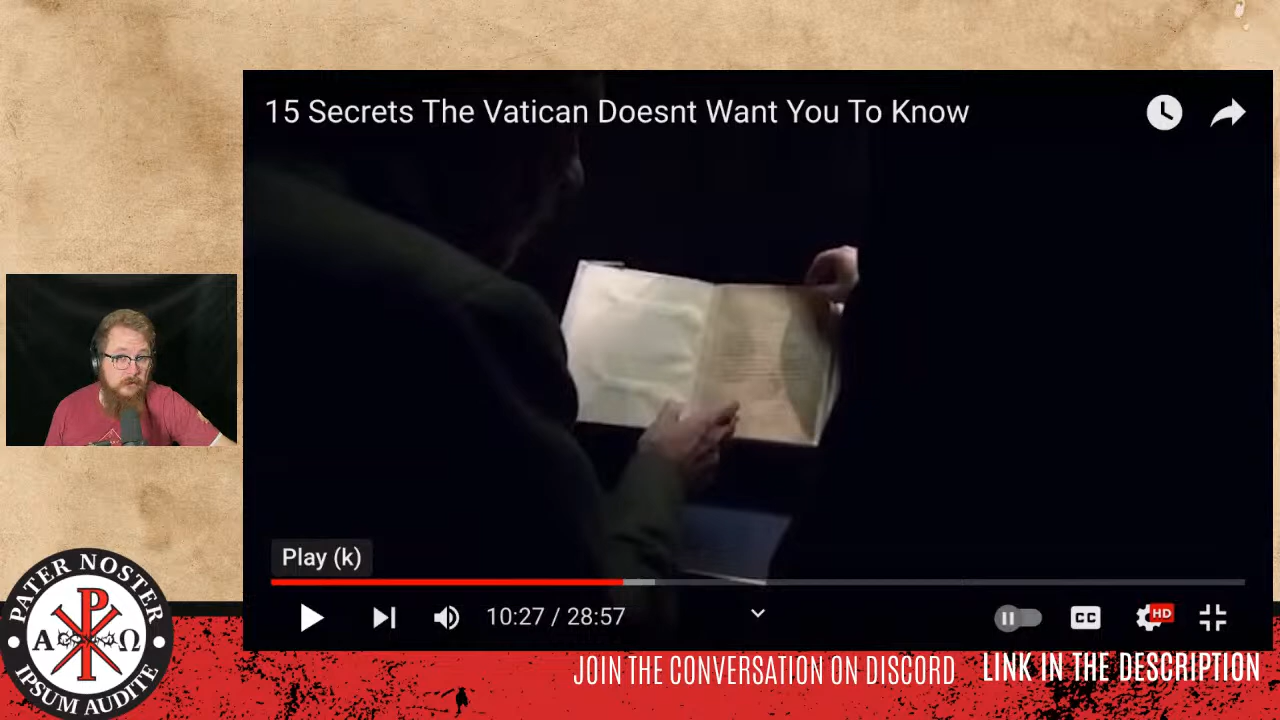 15 Secrets The Vatican Doesnt Want You To Know
Play (k)
10:27 / 28:57
CC
HD
PATER NOSTER
A Ω
IPSUM AUDITE
JOIN THE CONVERSATION ON DISCORD
LINK IN THE DESCRIPTION